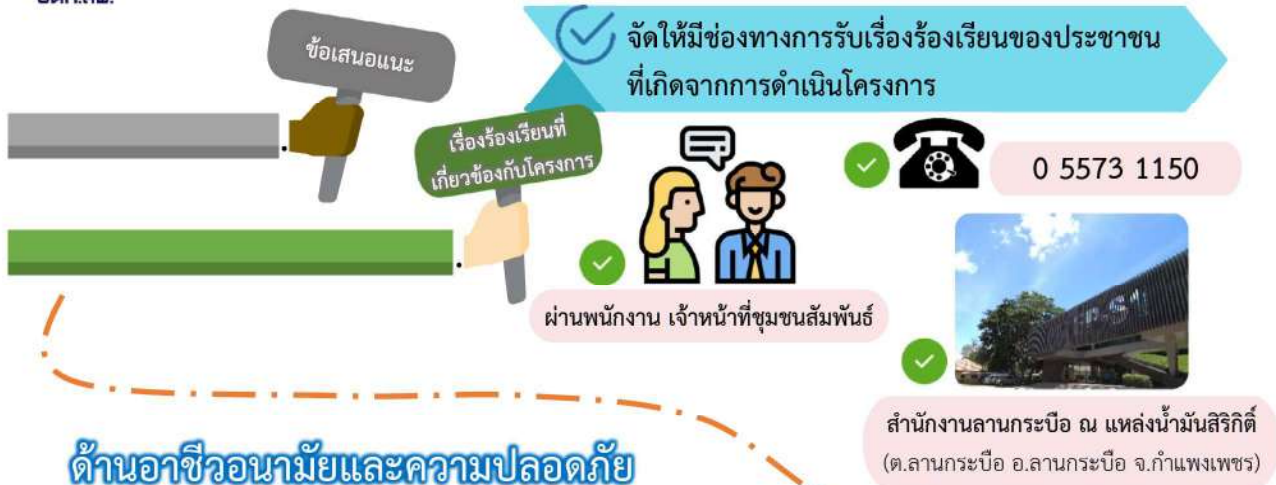 ข้อเสนอแนะ
จัดให้มีช่องทางการรับเรื่องร้องเรียนของประชาชน
ที่เกิดจากการดำเนินโครงการ
เรื่องร้องเรียนที่
เกี่ยวข้องกับโครงการ
0 5573 1150
ผ่านพนักงาน เจ้าหน้าที่ชุมชนสัมพันธ์
สำนักงานลานกระบือ ณ แหล่งน้ำมันสิริกิติ์
(ต.ลานกระบือ อ.ลานกระบือ จ.กำแพงเพชร)
ด้านอาชีวอนามัยและความปลอดภัย